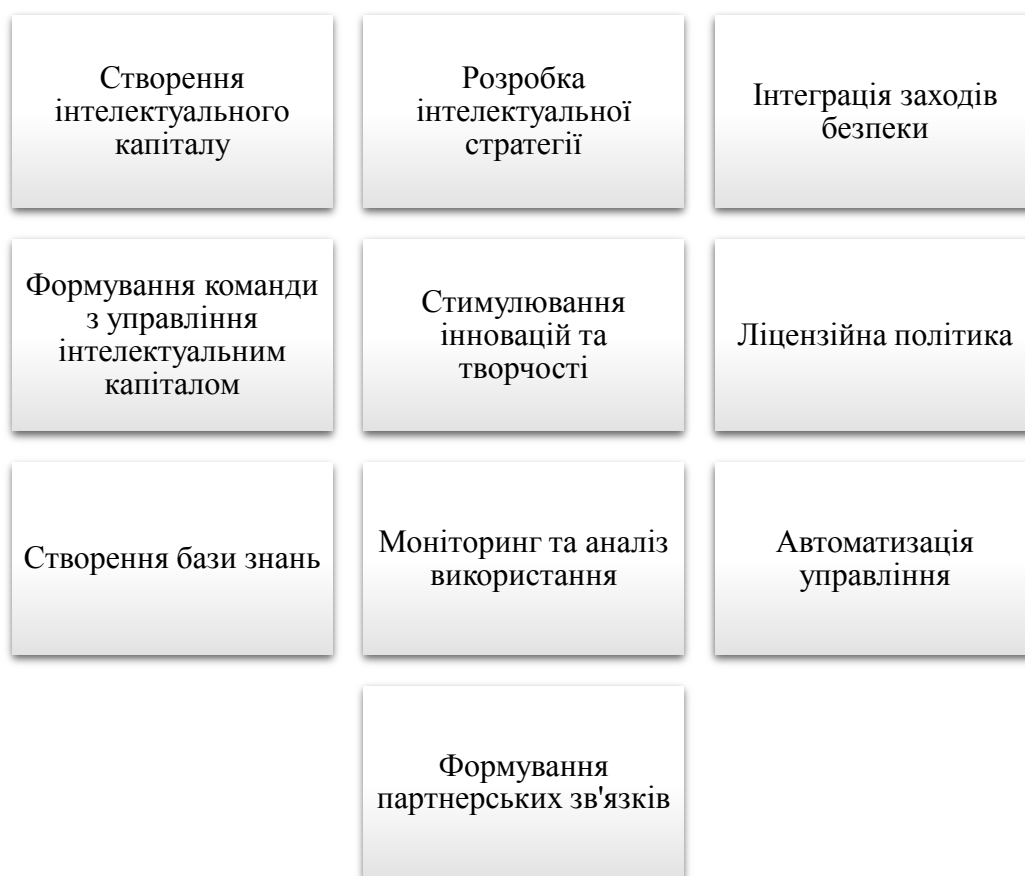 Створення
інтелектуального
капіталу
Розробка
інтелектуальної
стратегії
Інтеграція заходів
безпеки
Формування команди
з управління
інтелектуальним
капіталом
Стимулювання
інновацій та
творчості
Ліцензійна політика
Створення бази знань
Моніторинг та аналіз
використання
Автоматизація
управління
Формування
партнерських зв'язків